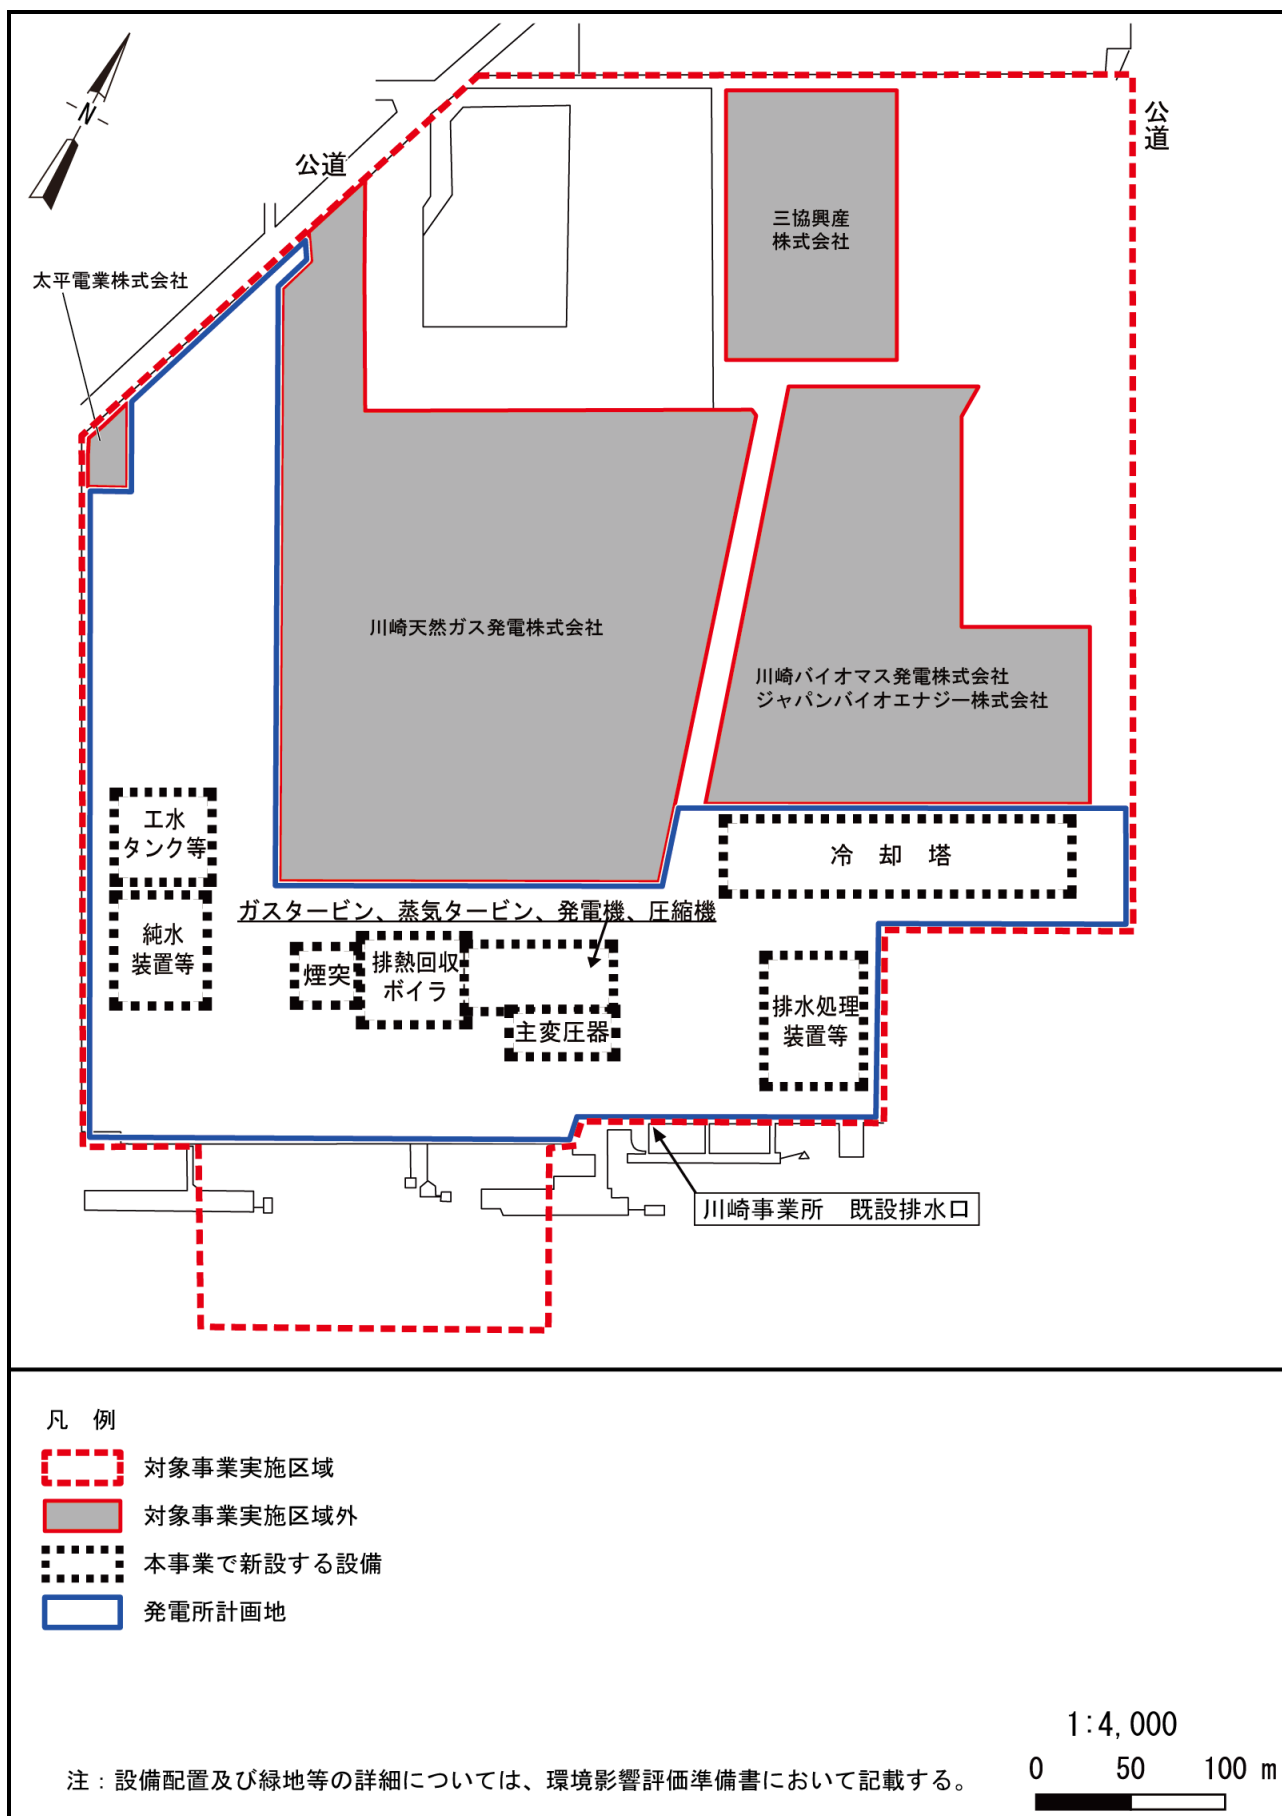 N
公道
公道
三協興産
株式会社
太平電業株式会社
川崎天然ガス発電株式会社
川崎バイオマス発電株式会社
ジャパンバイオエナジー株式会社
工水
タンク等
冷却塔
純水
装置等
ガスタービン、蒸気タービン、発電機、圧縮機
煙突
排熱回収
ボイラ
主変圧器
排水処理
装置等
川崎事業所　既設排水口
凡　例
対象事業実施区域
対象事業実施区域外
本事業で新設する設備
発電所計画地
1:4,000
0 50 100 m
注：設備配置及び緑地等の詳細については、環境影響評価準備書において記載する。